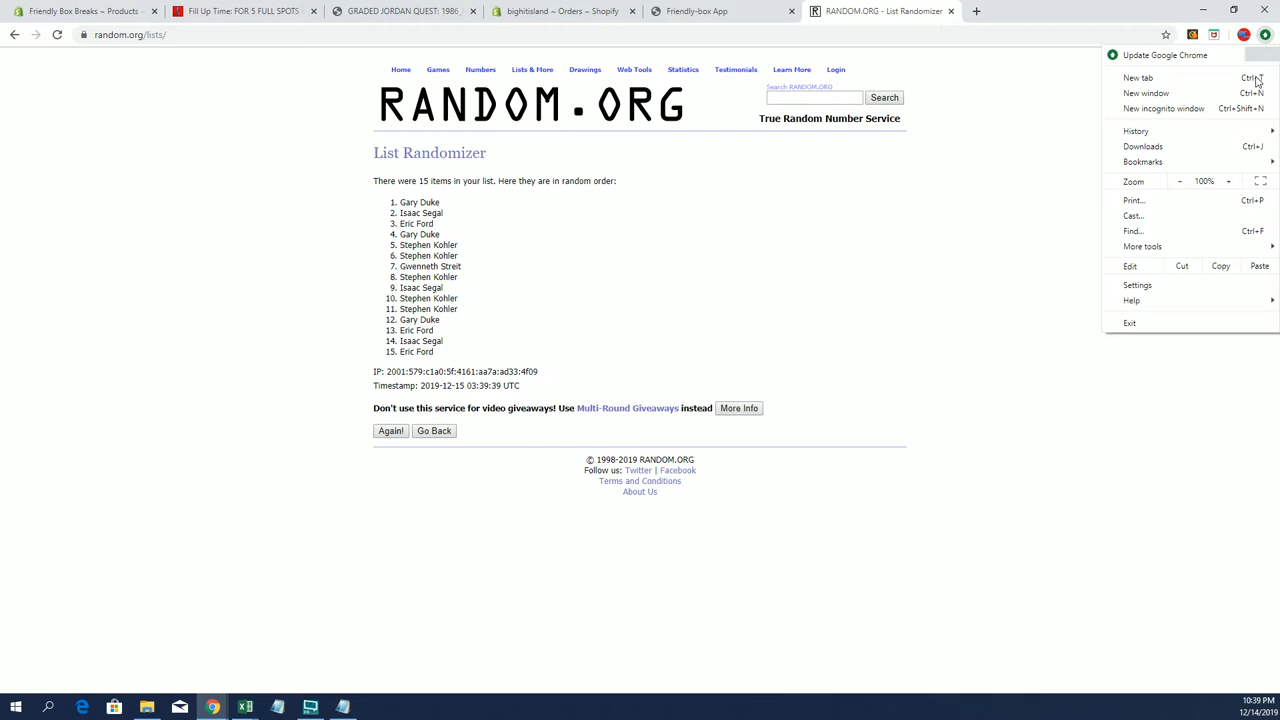 Friendly Box Breaks ~ Products ~
Fill Up Time: FOR 5 FULL SPOTS
GRADED JORDAN QUEST: 1986_
bightisland ~ Orders ~ Shopify
Friendly-box App
RANDOM.ORG - List Randomizer
random.org/lists/
Home Games Numbers Lists & More Drawings Web Tools Statistics Testimonials Learn More Login
RANDOM.ORG
Search RANDOM.ORG
Search
True Random Number Service
List Randomizer
There were 15 items in your list. Here they are in random order:
1. Gary Duke
2. Isaac Segal
3. Eric Ford
4. Gary Duke
5. Stephen Kohler
6. Stephen Kohler
7. Gwenneth Streit
8. Stephen Kohler
9. Isaac Segal
10. Stephen Kohler
11. Stephen Kohler
12. Gary Duke
13. Eric Ford
14. Isaac Segal
15. Eric Ford
IP: 2001:579:c1a0:5f:4161:aa7a:ad33:4f09
Timestamp: 2019-12-15 03:39:39 UTC
Don't use this service for video giveaways! Use Multi-Round Giveaways instead More Info
Again! Go Back
© 1998-2019 RANDOM.ORG
Follow us: Twitter | Facebook
Terms and Conditions
About Us
Update Google Chrome
New tab Ctrl+T
New window Ctrl+N
New incognito window Ctrl+Shift+N
History
Downloads Ctrl+J
Bookmarks
Zoom − 100% +
Print... Ctrl+P
Cast...
Find... Ctrl+F
More tools
Edit Cut Copy Paste
Settings
Help
Exit
10:39 PM
12/14/2019